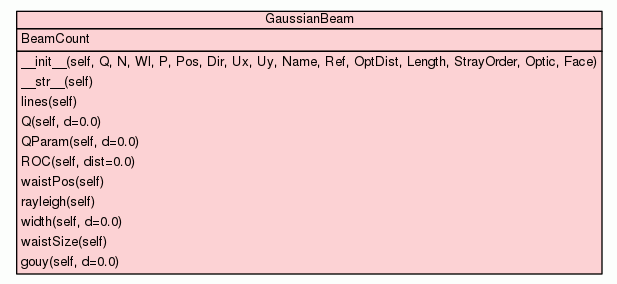 GaussianBeam
BeamCount
__init__(self, Q, N, Wl, P, Pos, Dir, Ux, Uy, Name, Ref, OptDist, Length, StrayOrder, Optic, Face)
__str__(self)
lines(self)
Q(self, d=0.0)
QParam(self, d=0.0)
ROC(self, dist=0.0)
waistPos(self)
rayleigh(self)
width(self, d=0.0)
waistSize(self)
gouy(self, d=0.0)